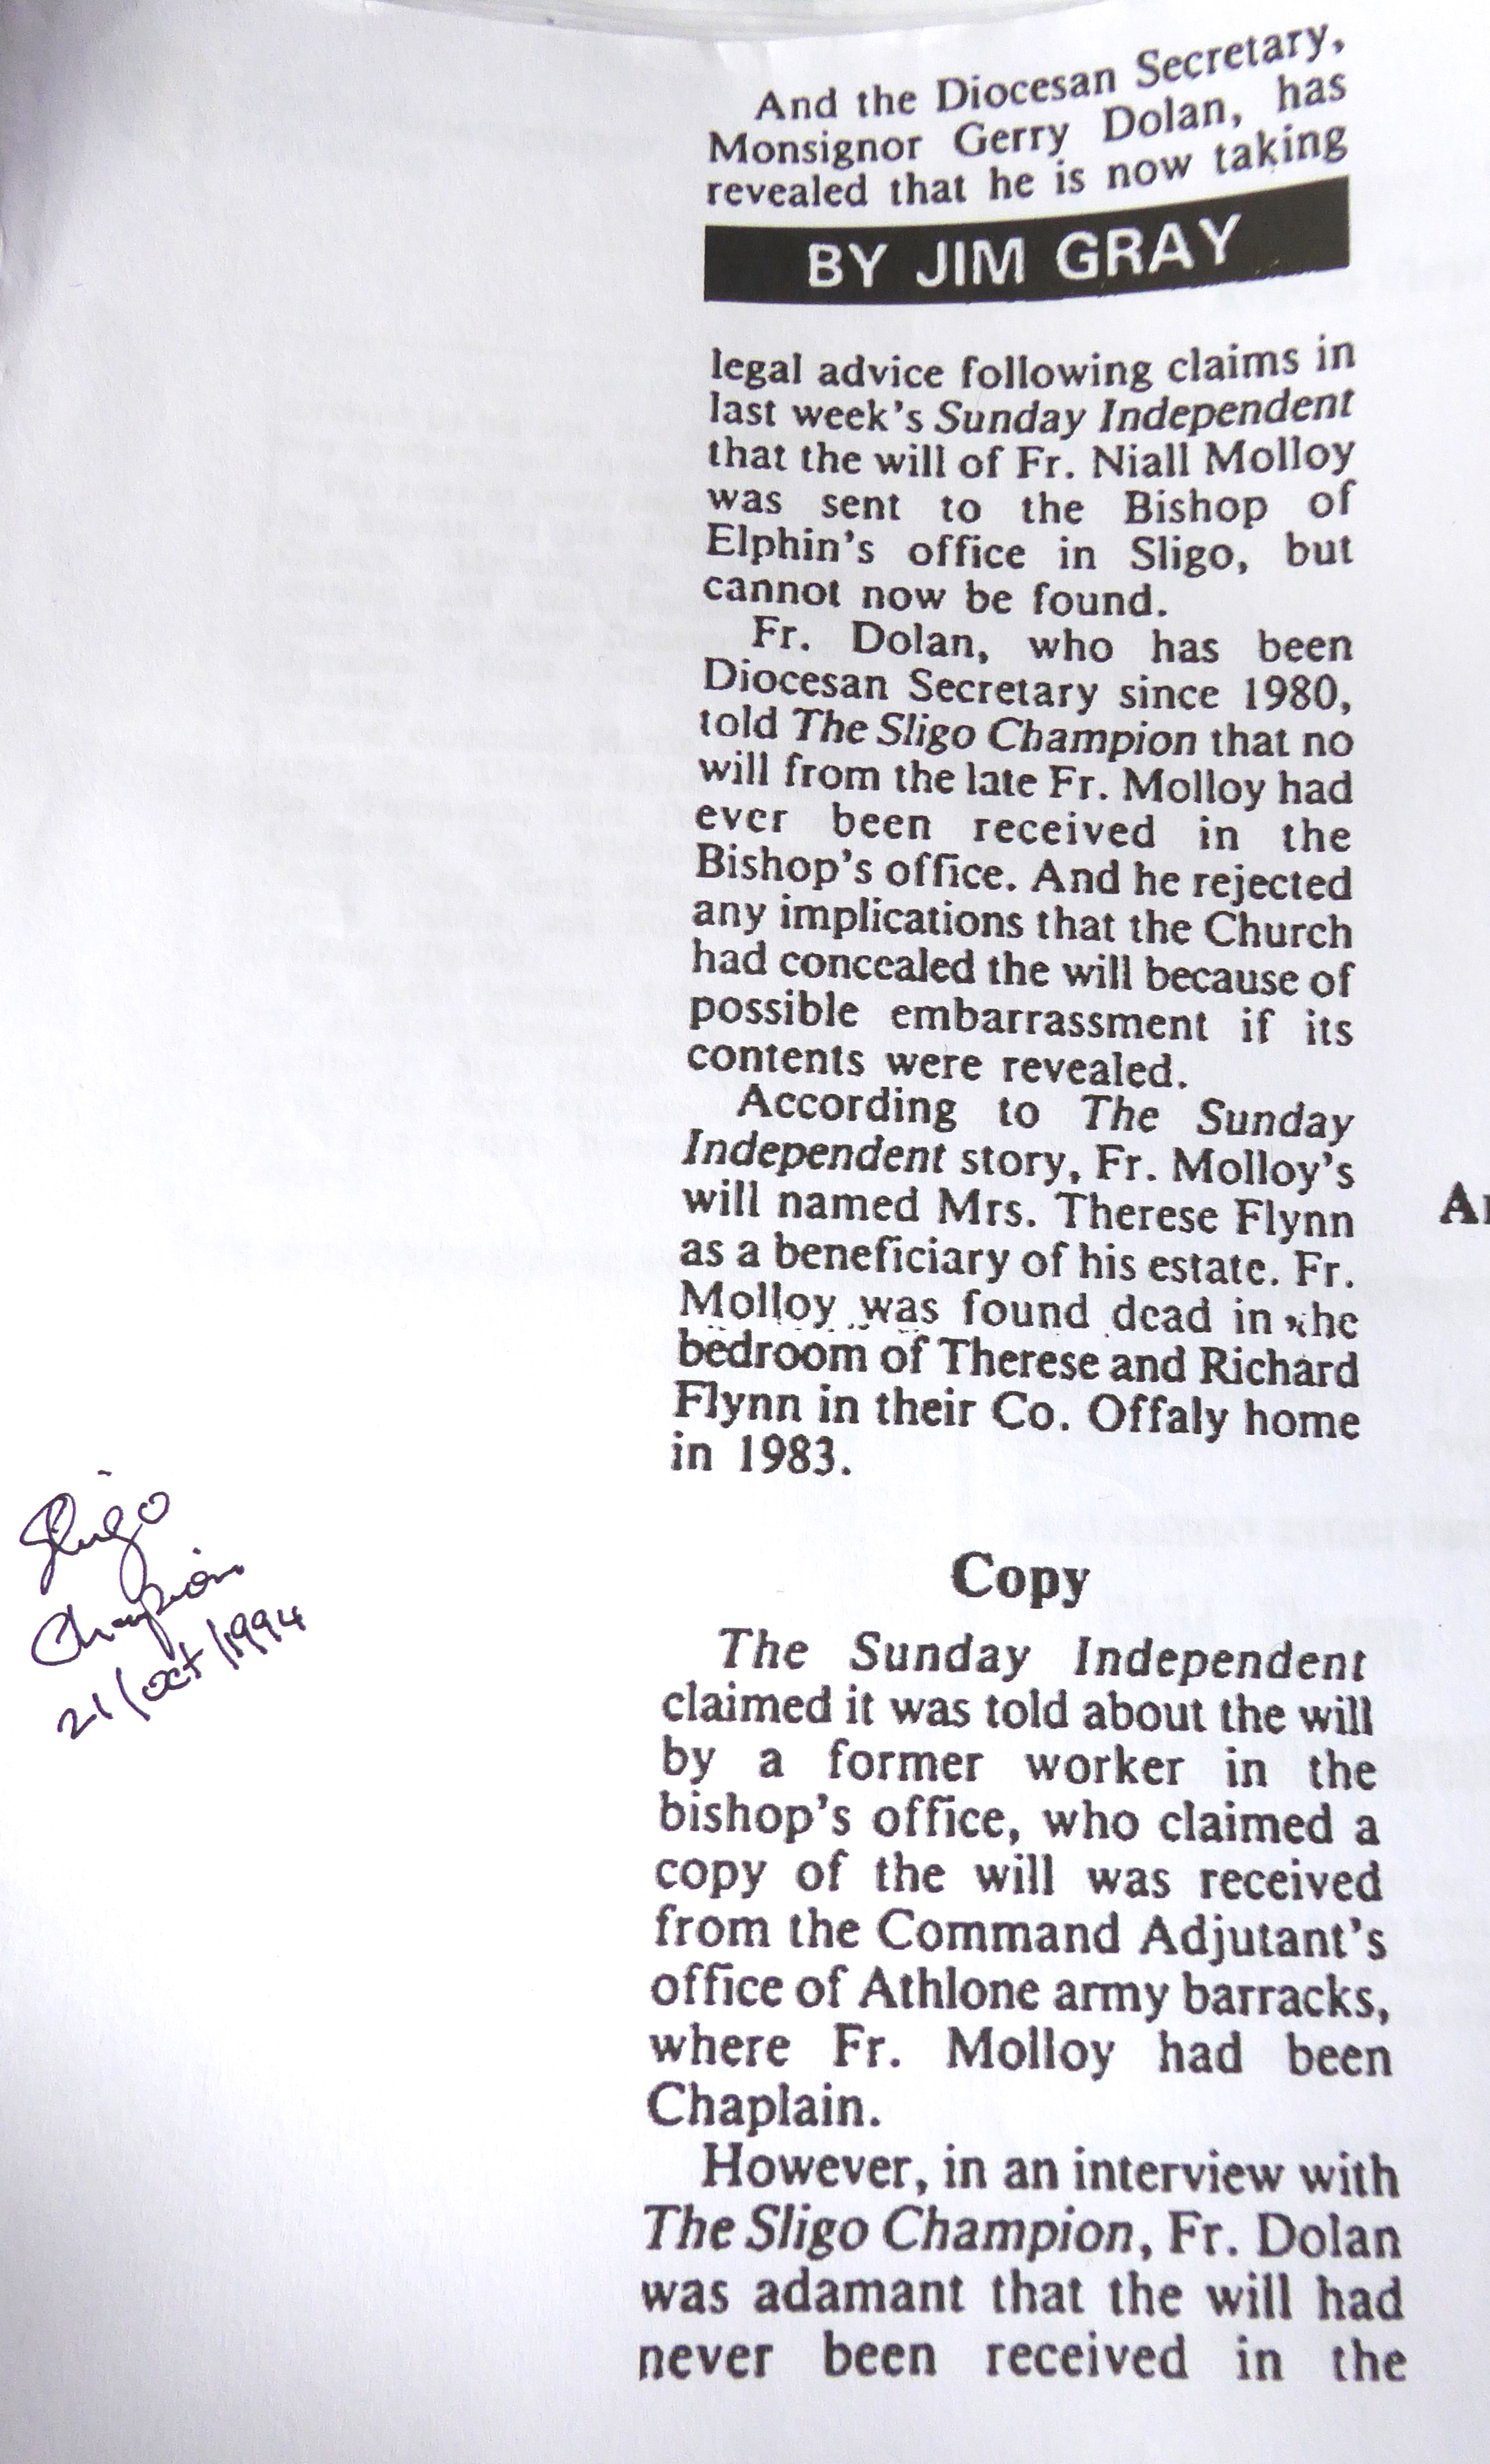 And the Diocesan Secretary,
Monsignor Gerry Dolan, has
revealed that he is now taking
BY JIM GRAY
legal advice following claims in
last week's Sunday Independent
that the will of Fr. Niall Molloy
was sent to the Bishop of
Elphin's office in Sligo, but
cannot now be found.
Fr. Dolan, who has been
Diocesan Secretary since 1980,
told The Sligo Champion that no
will from the late Fr. Molloy had
ever been received in the
Bishop's office. And he rejected
any implications that the Church
had concealed the will because of
possible embarrassment if its
contents were revealed.
According to The Sunday
Independent story, Fr. Molloy's
will named Mrs. Therese Flynn
as a beneficiary of his estate. Fr.
Molloy was found dead in the
bedroom of Therese and Richard
Flynn in their Co. Offaly home
in 1983.
Copy
The Sunday Independent
claimed it was told about the will
by a former worker in the
bishop's office, who claimed a
copy of the will was received
from the Command Adjutant's
office of Athlone army barracks,
where Fr. Molloy had been
Chaplain.
However, in an interview with
The Sligo Champion, Fr. Dolan
was adamant that the will had
never been received in the
Sligo
Champion
21/Oct/1994